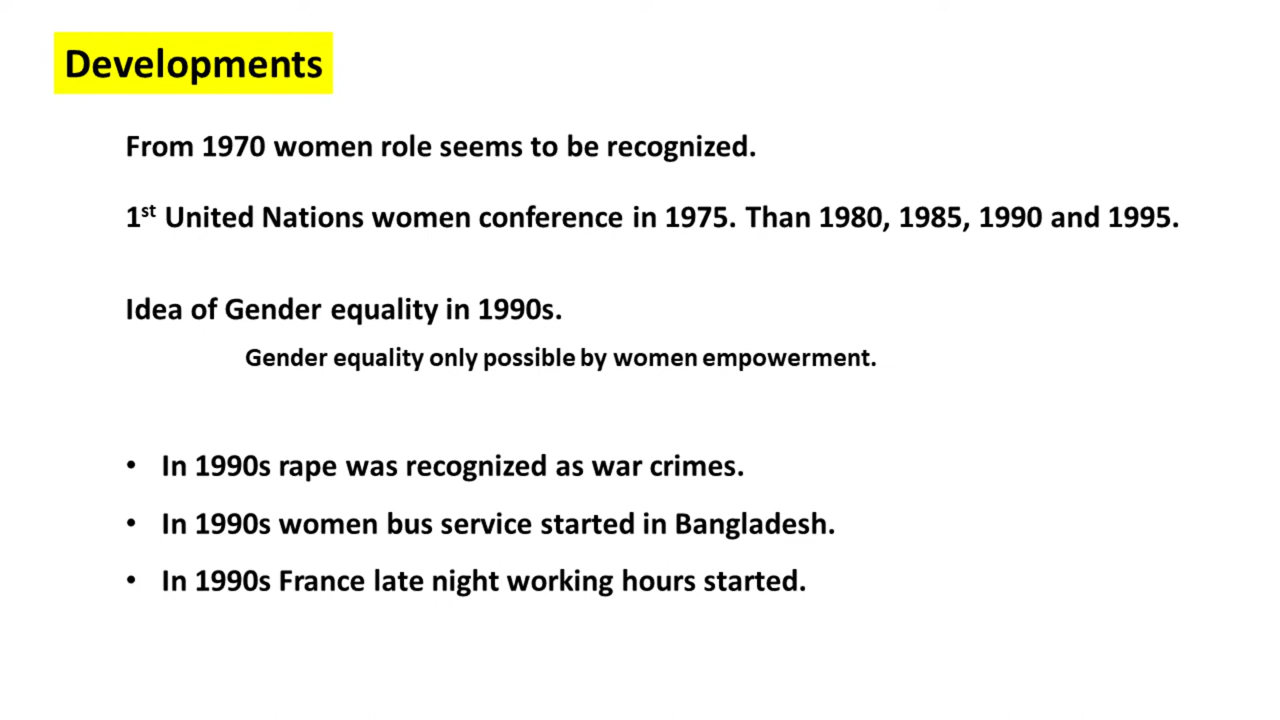 Developments
From 1970 women role seems to be recognized.
1st United Nations women conference in 1975. Than 1980, 1985, 1990 and 1995.
Idea of Gender equality in 1990s.
Gender equality only possible by women empowerment.
• In 1990s rape was recognized as war crimes.
• In 1990s women bus service started in Bangladesh.
• In 1990s France late night working hours started.